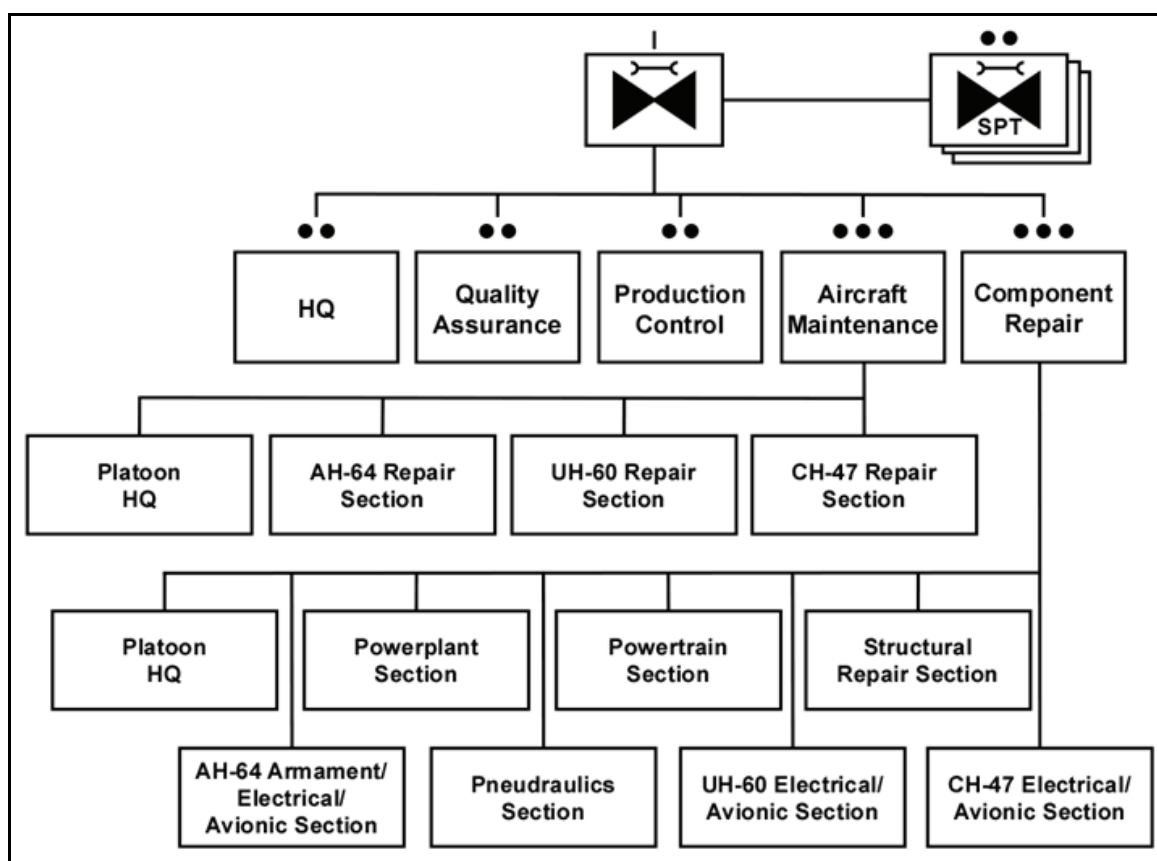 SPT
HQ
Quality
Assurance
Production
Control
Aircraft
Maintenance
Component
Repair
Platoon
HQ
AH-64 Repair
Section
UH-60 Repair
Section
CH-47 Repair
Section
Platoon
HQ
Powerplant
Section
Powertrain
Section
Structural
Repair Section
AH-64 Armament/
Electrical/
Avionic Section
Pneudraulics
Section
UH-60 Electrical/
Avionic Section
CH-47 Electrical/
Avionic Section